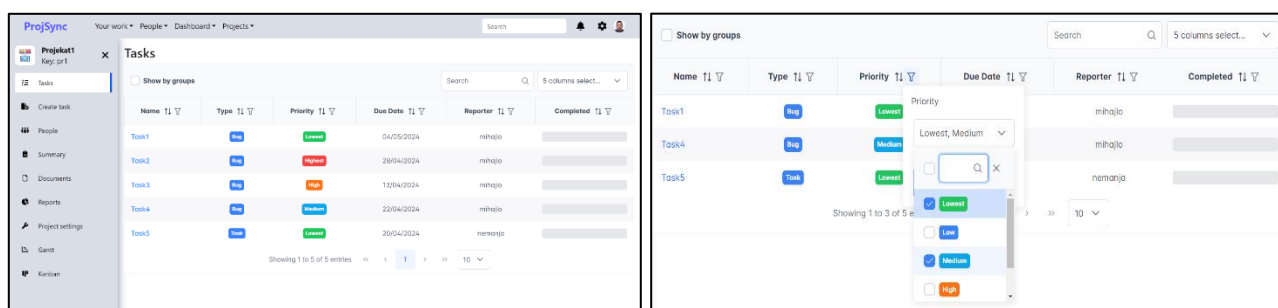 ProjSync Your work People Dashboard Projects Search
Projekt1
Key: pr1
Tasks
Create task
People
Summary
Documents
Reports
Project settings
Gantt
Kanban
Tasks
Show by groups Search 5 columns select...
Name Type Priority Due Date Reporter Completed
Task1 Bug Lowest 04/05/2024 mihajlo
Task2 Bug Highest 28/04/2024 mihajlo
Task3 Bug High 13/04/2024 mihajlo
Task4 Bug Medium 22/04/2024 mihajlo
Task5 Task Lowest 20/04/2024 nemanja
Showing 1 to 5 of 5 entries << < 1 > >> 10
Show by groups Search 5 columns select...
Name Type Priority Due Date Reporter Completed
Task1 Bug Lowest mihajlo
Task4 Bug Medium mihajlo
Task5 Task Lowest nemanja
Showing 1 to 3 of 5 e > >> 10
Priority
Lowest, Medium
Lowest
Low
Medium
High